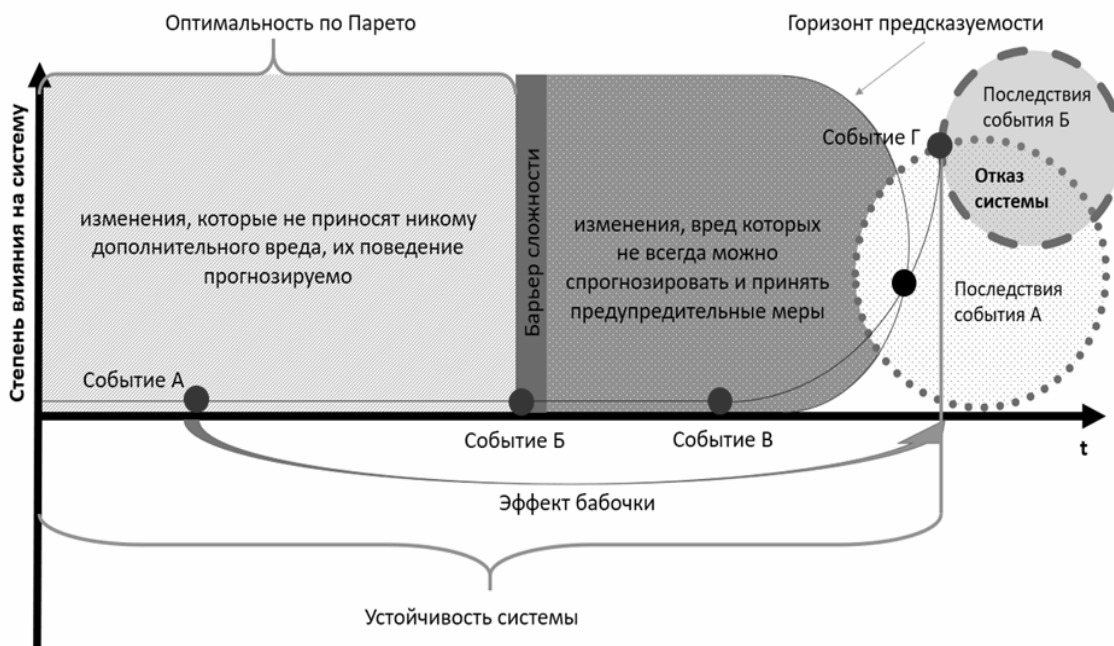 Оптимальность по Парето
Горизонт предсказуемости
Степень влияния на систему
изменения, которые не приносят никому
дополнительного вреда, их поведение
прогнозируемо
Барьер сложности
изменения, вред которых
не всегда можно
спрогнозировать и принять
предупредительные меры
Событие Г
Последствия
события Б
Отказ
системы
Последствия
события А
Событие А
Событие Б
Событие В
t
Эффект бабочки
Устойчивость системы